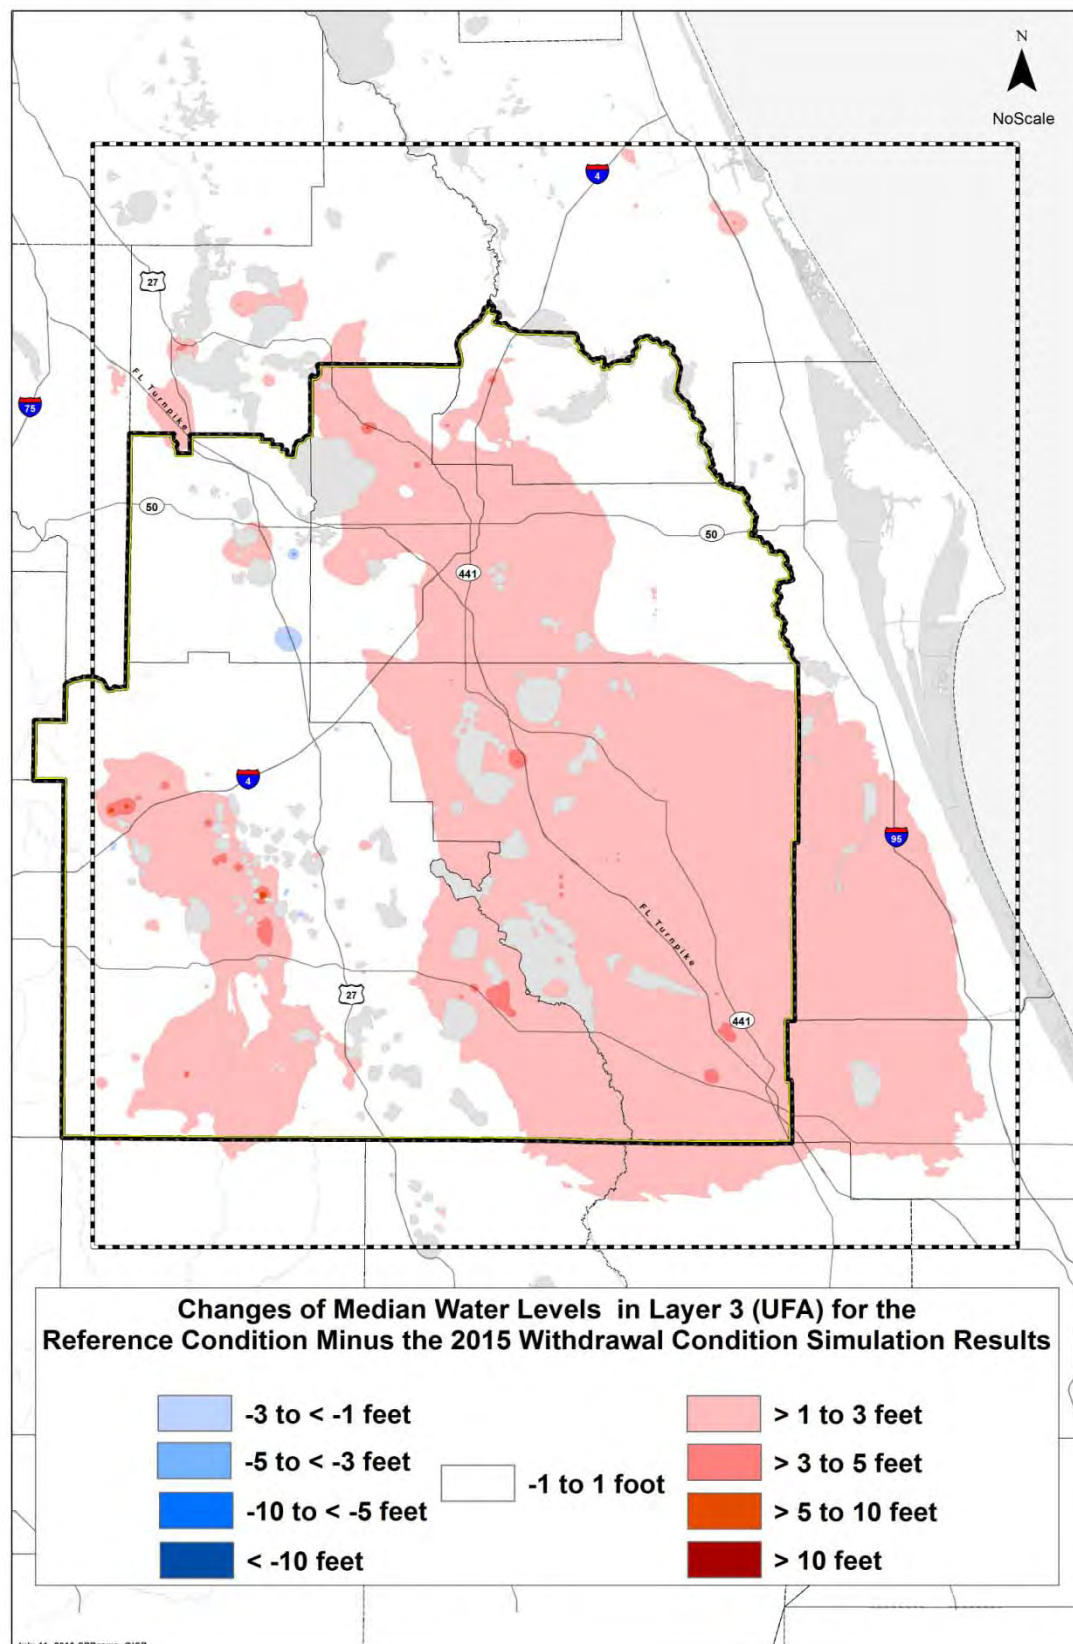 N
NoScale
4
27
FL Turnpike
75
50
50
441
4
95
FL Turnpike
27
441
Changes of Median Water Levels in Layer 3 (UFA) for the
Reference Condition Minus the 2015 Withdrawal Condition Simulation Results
-3 to < -1 feet
-5 to < -3 feet
-10 to < -5 feet
< -10 feet
-1 to 1 foot
> 1 to 3 feet
> 3 to 5 feet
> 5 to 10 feet
> 10 feet